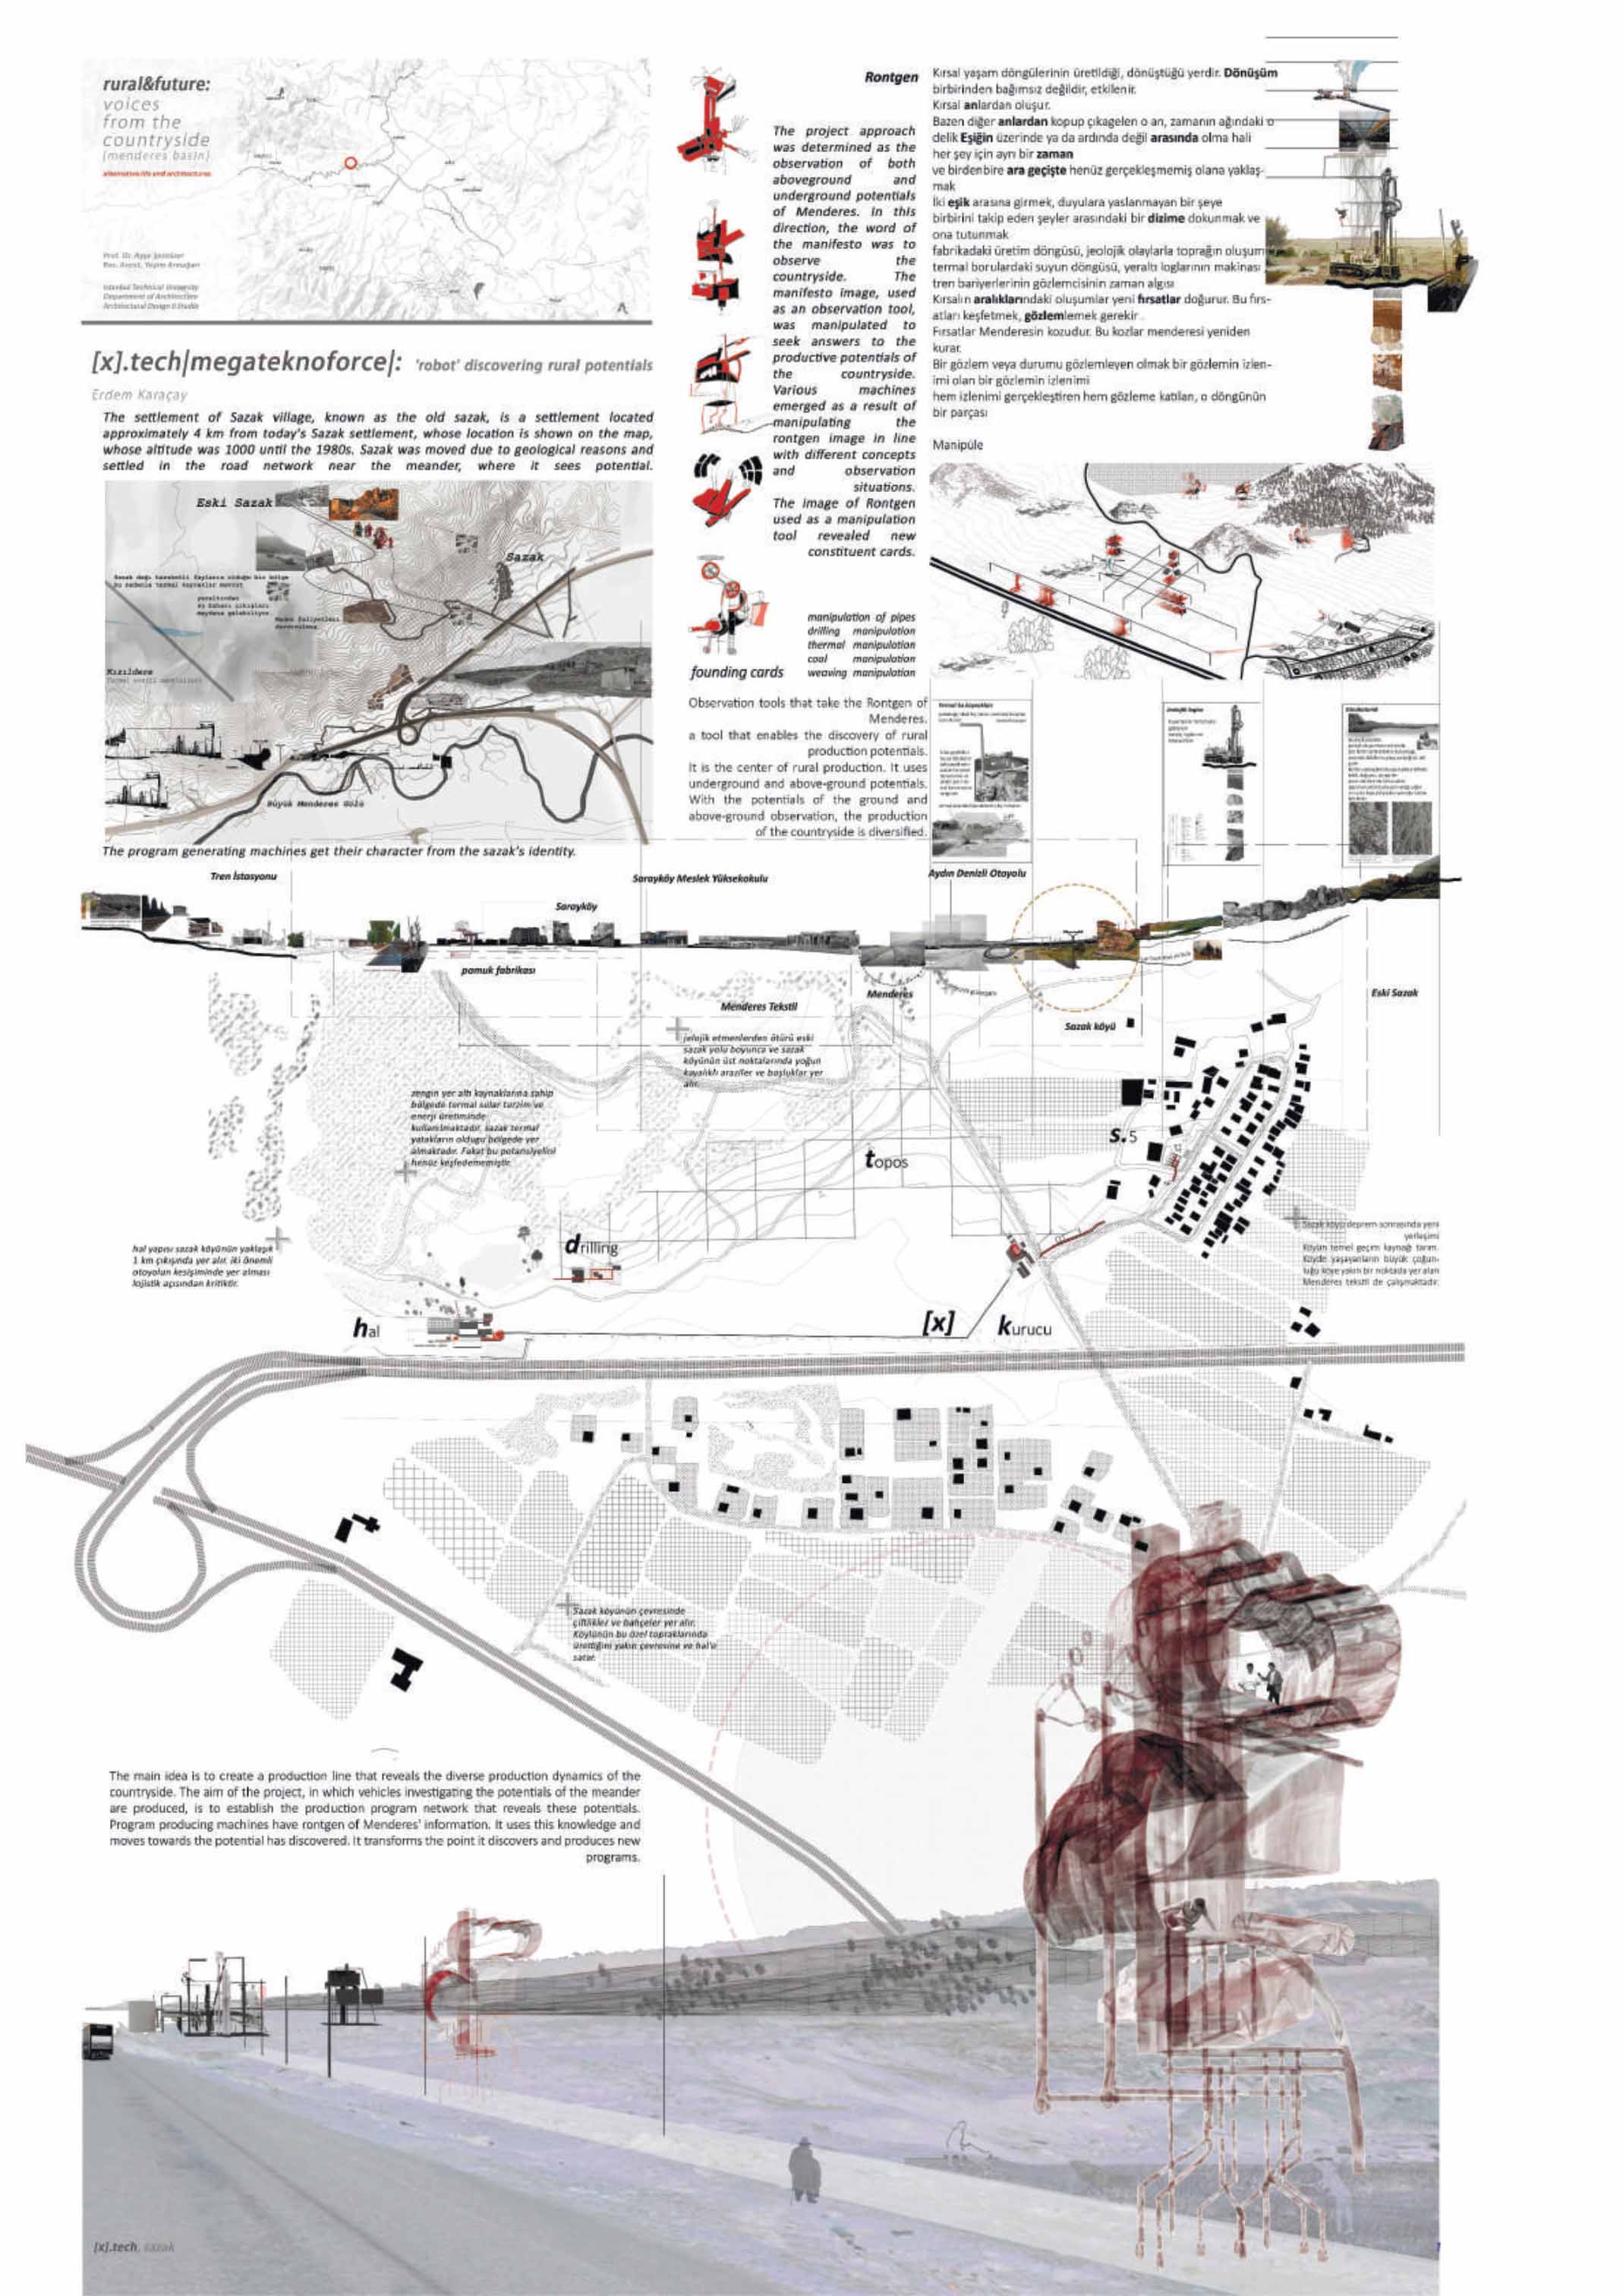 rural&future:
voices
from the
countryside
(menderes basin)
alternative life and architectures
Istanbul Technical University
Department of Architecture
Architectural Design II Studio
[x].tech|megateknoforce|: 'robot' discovering rural potentials
Erdem Karaçay
The settlement of Sazak village, known as the old sazak, is a settlement located
approximately 4 km from today's Sazak settlement, whose location is shown on the map,
whose altitude was 1000 until the 1980s. Sazak was moved due to geological reasons and
settled in the road network near the meander, where it sees potential.
Eski Sazak
Sazak
Kızıldere
Büyük Menderes
The program generating machines get their character from the sazak's identity.
Rontgen
The project approach
was determined as the
observation of both
aboveground and
underground potentials
of Menderes. In this
direction, the word of
the manifesto was to
observe the
countryside. The
manifesto image, used
as an observation tool,
was manipulated to
seek answers to the
productive potentials of
the countryside.
Various machines
emerged as a result of
manipulating the
rontgen image in line
with different concepts
and observation
situations.
The image of Rontgen
used as a manipulation
tool revealed new
constituent cards.
manipulation of pipes
drilling manipulation
thermal manipulation
coal manipulation
weaving manipulation
founding cards
Observation tools that take the Rontgen of
Menderes.
a tool that enables the discovery of rural
production potentials.
It is the center of rural production. It uses
underground and above-ground potentials.
With the potentials of the ground and
above-ground observation, the production
of the countryside is diversified.
Kırsal yaşam döngülerinin üretildiği, dönüştüğü yerdir. Dönüşüm
birbirinden bağımsız değildir, etkilenir.
Kırsal anlardan oluşur.
Bazen diğer anlardan kopup çıkagelen o an, zamanın ağındaki o
delik Eşiğin üzerinde ya da ardında değil arasında olma hali
her şey için ayrı bir zaman
ve birdenbire ara geçişte henüz gerçekleşmemiş olana yaklaş-
mak
İki eşik arasına girmek, duyulara yaslanmayan bir şeye
birbirini takip eden şeyler arasındaki bir dizime dokunmak ve
ona tutunmak
fabrikadaki üretim döngüsü, jeolojik olaylarla toprağın oluşum
termal borulardaki suyun döngüsü, yeraltı loglarının makinası
tren bariyerlerinin gözlemcisinin zaman algısı
Kırsalın aralıklarındaki oluşumlar yeni fırsatlar doğurur. Bu fırs-
atları keşfetmek, gözlemlemek gerekir.
Fırsatlar Menderesin kozudur. Bu kozlar menderesi yeniden
kurar.
Bir gözlem veya durumu gözlemleyen olmak bir gözlemin izlen-
imi olan bir gözlemin izlenimi
hem izlenimi gerçekleştiren hem gözleme katılan, o döngünün
bir parçası
Manipüle
Tren İstasyonu
Sarayköy
Sarayköy Meslek Yüksekokulu
Aydın Denizli Otoyolu
pamuk fabrikası
Menderes Tekstil
Menderes
Sazak köyü
Eski Sazak
jelojik etmenlerden ötürü eski
sazak yolu boyunca ve sazak
köyünün üst noktalarında yoğun
kayalıklı araziler ve boşluklar yer
alır.
zengin yer altı kaynaklarına sahip
bölgede termal sular turizm ve
enerji üretiminde
kullanılmaktadır. sazak termal
yatakların olduğu bölgede yer
almaktadır. Fakat bu potansiyelini
henüz keşfedememiştir.
hal yapısı sazak köyünün yaklaşık
1 km çıkışında yer alır. iki önemli
otoyolun kesişiminde yer alması
lojistik açısından kritiktir.
s.5
topos
drilling
hal
[x]
kurucu
Sazak köyü deprem sonrasında yeni
yerleşimi
Köyün temel geçim kaynağı tarım.
Köyde yaşayanların büyük çoğun-
luğu köye yakın bir noktada yer alan
Menderes tekstil de çalışmaktadır.
Sazak köyünün çevresinde
çiftlikler ve bahçeler yer alır.
Köylünün bu özel topraklarında
ürettiğini yakın çevresine ve hal'e
satar.
The main idea is to create a production line that reveals the diverse production dynamics of the
countryside. The aim of the project, in which vehicles investigating the potentials of the meander
are produced, is to establish the production program network that reveals these potentials.
Program producing machines have rontgen of Menderes' information. It uses this knowledge and
moves towards the potential has discovered. It transforms the point it discovers and produces new
programs.
[x].tech, sazak